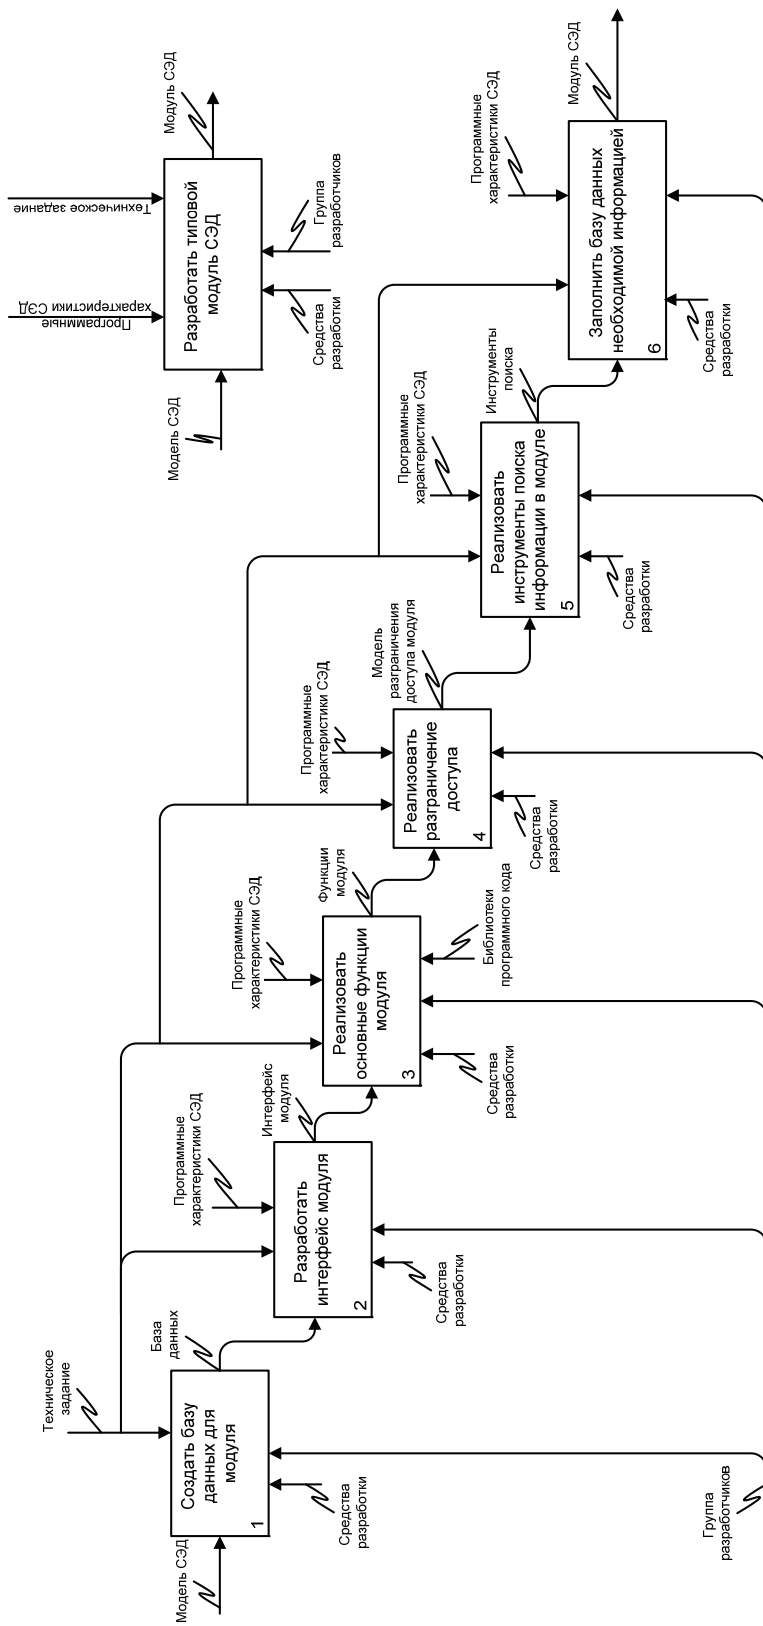 Техническое задание
Программные
характеристики СЭД
Модель СЭД
Разработать типовой
модуль СЭД
Модуль СЭД
Средства
разработки
Группа
разработчиков
Техническое
задание
Модель СЭД
Создать базу
данных для
модуля
1
База
данных
Средства
разработки
Группа
разработчиков
Программные
характеристики СЭД
Разработать
интерфейс модуля
2
Интерфейс
модуля
Средства
разработки
Программные
характеристики СЭД
Реализовать
основные функции
модуля
3
Функции
модуля
Средства
разработки
Библиотеки
программного кода
Программные
характеристики СЭД
Реализовать
разграничение
доступа
4
Модель
разграничения
доступа модуля
Средства
разработки
Программные
характеристики СЭД
Реализовать
инструменты поиска
информации в модуле
5
Инструменты
поиска
Средства
разработки
Программные
характеристики СЭД
Заполнить базу данных
необходимой информацией
6
Модуль СЭД
Средства
разработки